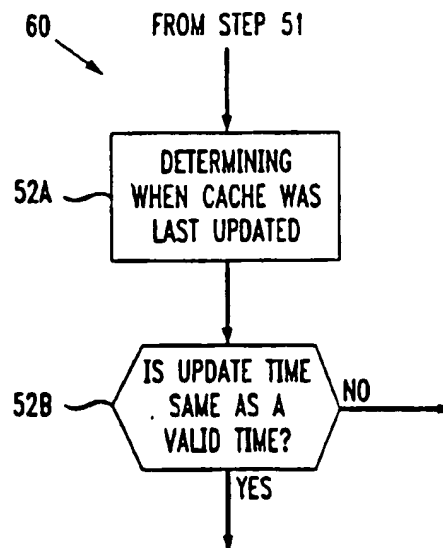 60
FROM STEP 51
52A
DETERMINING
WHEN CACHE WAS
LAST UPDATED
52B
IS UPDATE TIME
SAME AS A
VALID TIME?
NO
YES